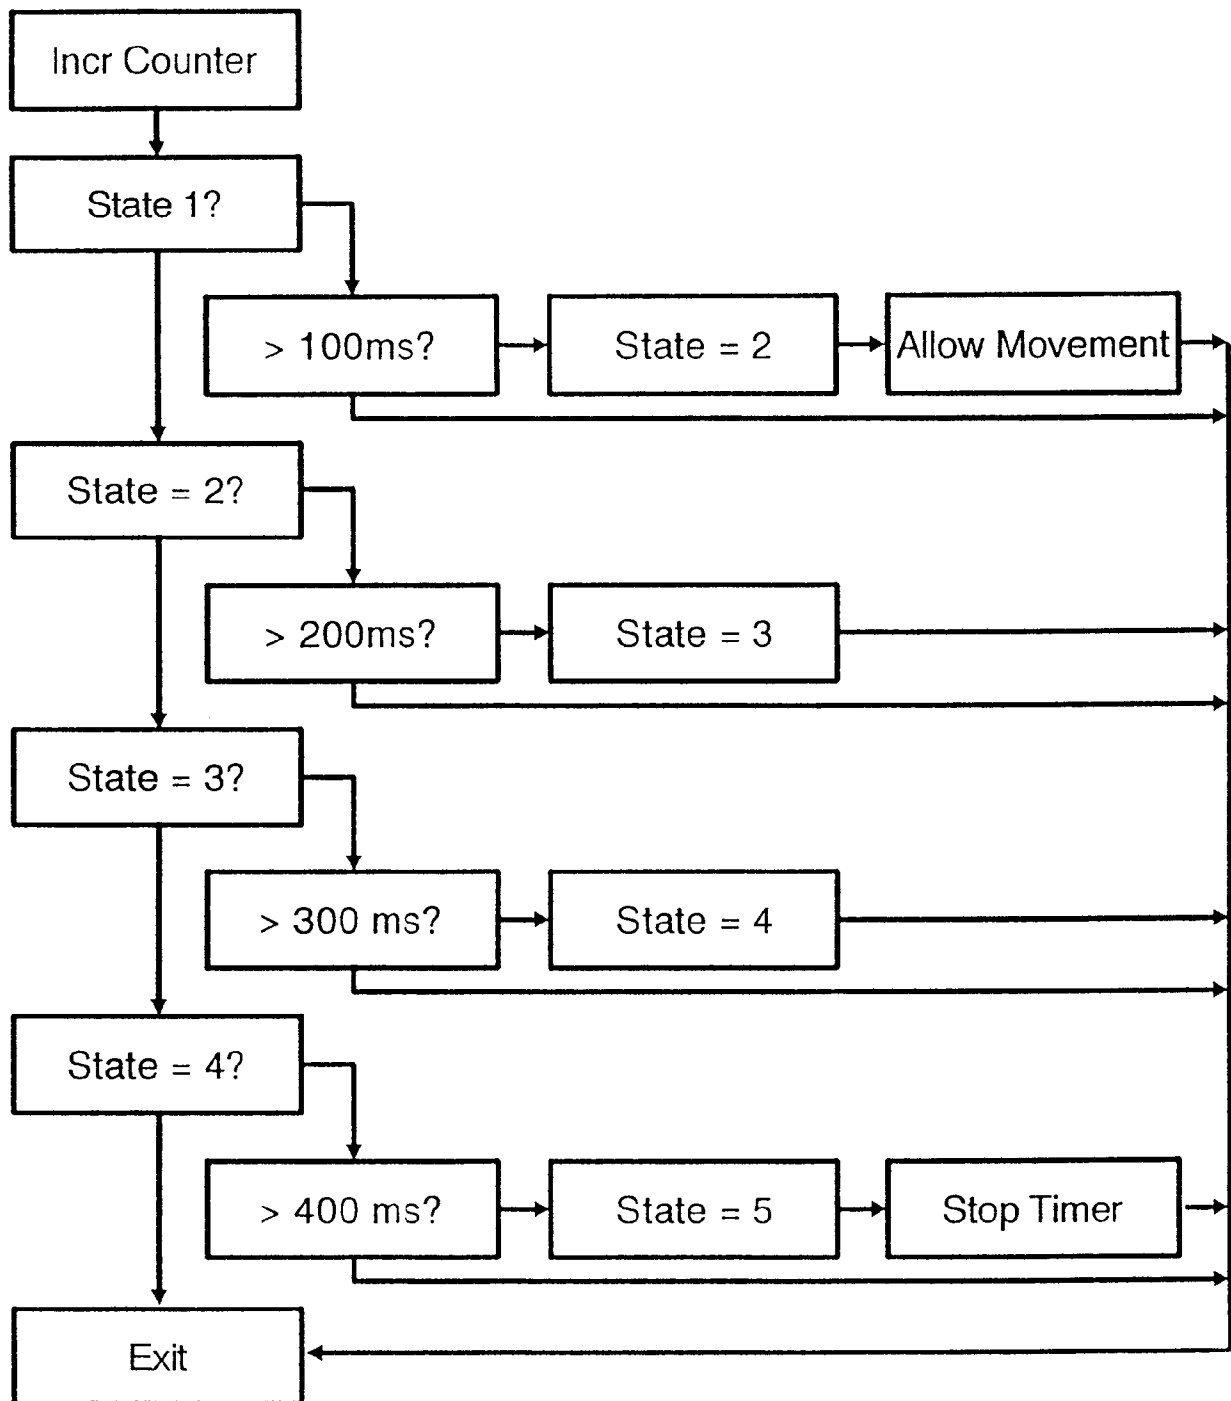 Incr Counter
State 1?
> 100ms?
State = 2
Allow Movement
State = 2?
> 200ms?
State = 3
State = 3?
> 300 ms?
State = 4
State = 4?
> 400 ms?
State = 5
Stop Timer
Exit